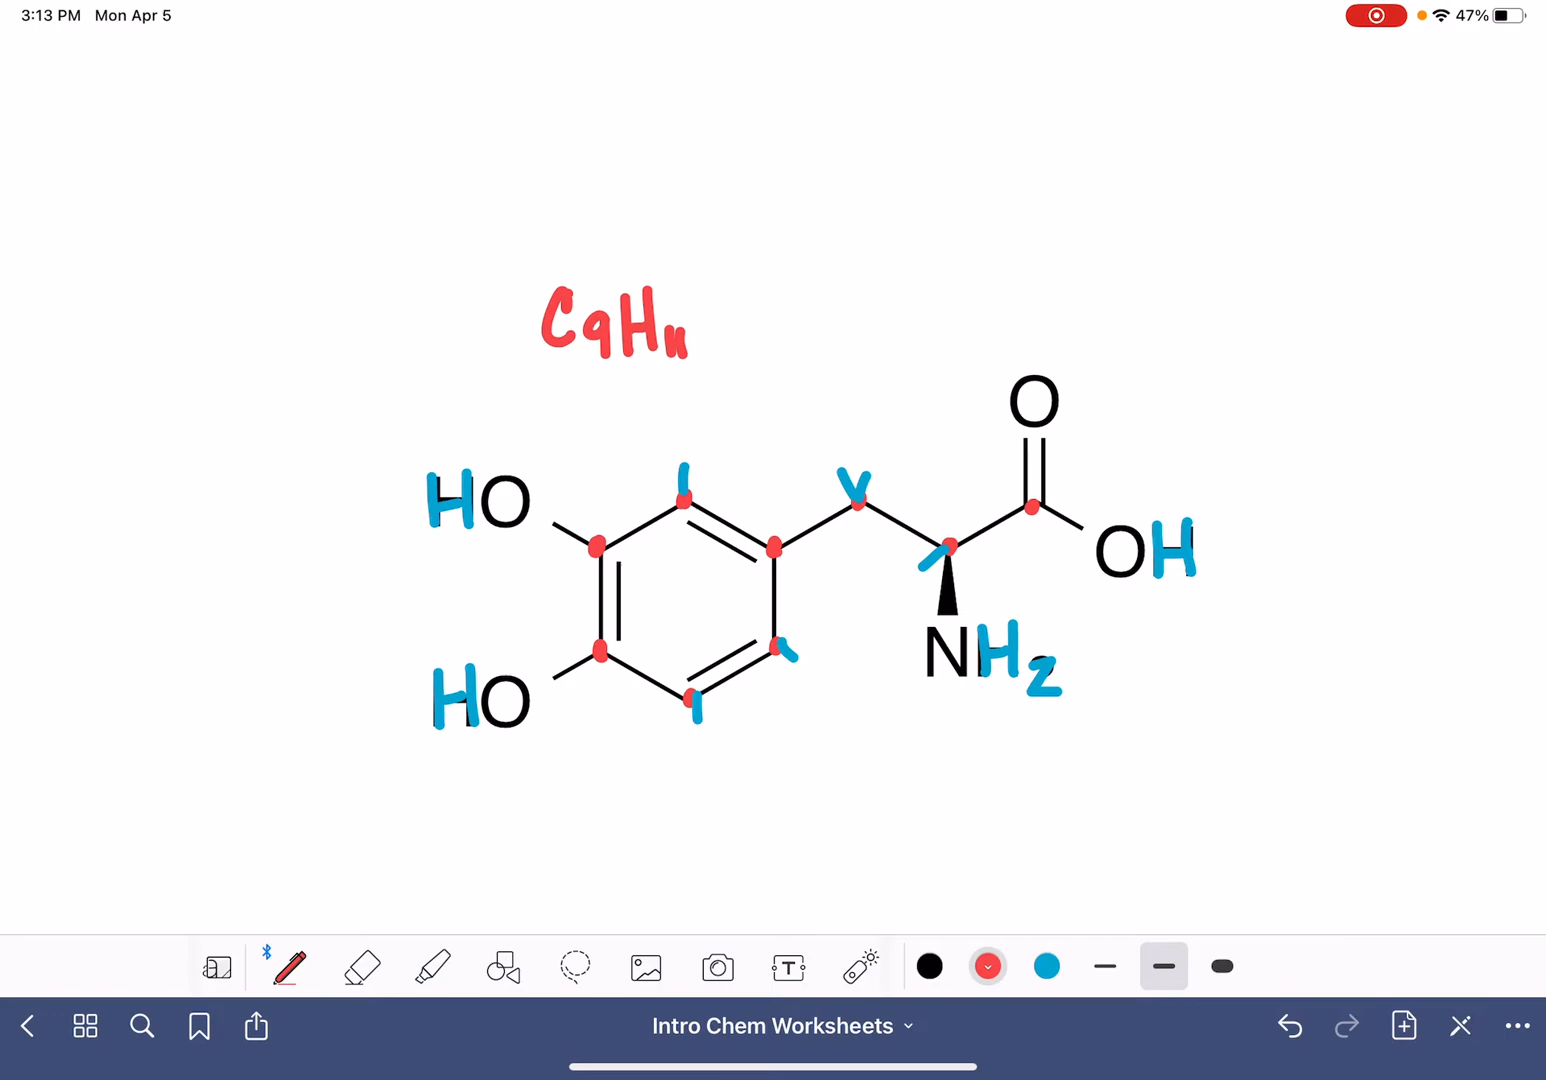 3:13 PM Mon Apr 5
47%
C9H11
O
HO
OH
NH2
HO
T
Intro Chem Worksheets